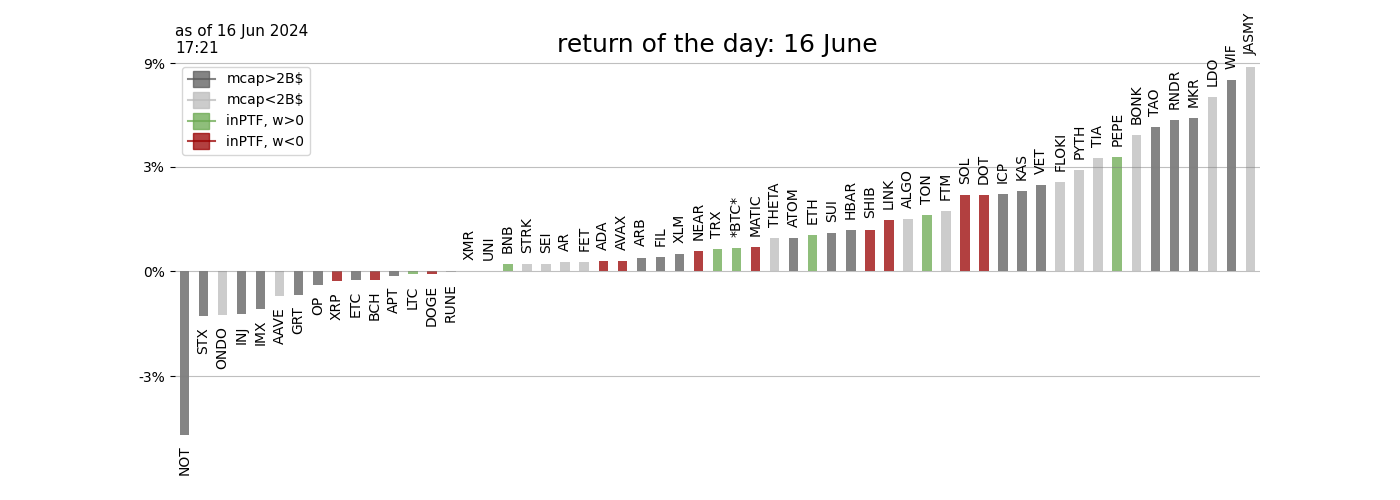 as of 16 Jun 2024
17:21
return of the day: 16 June
9%
3%
0%
-3%
mcap>2B$
mcap<2B$
inPTF, w>0
inPTF, w<0
NOT
STX
ONDO
INJ
IMX
AAVE
GRT
OP
XRP
ETC
BCH
APT
LTC
DOGE
RUNE
XMR
UNI
BNB
STRK
SEI
AR
FET
ADA
AVAX
ARB
FIL
XLM
NEAR
TRX
*BTC*
MATIC
THETA
ATOM
ETH
SUI
HBAR
SHIB
LINK
ALGO
TON
FTM
SOL
DOT
ICP
KAS
VET
FLOKI
PYTH
TIA
PEPE
BONK
TAO
RNDR
MKR
LDO
WIF
JASMY